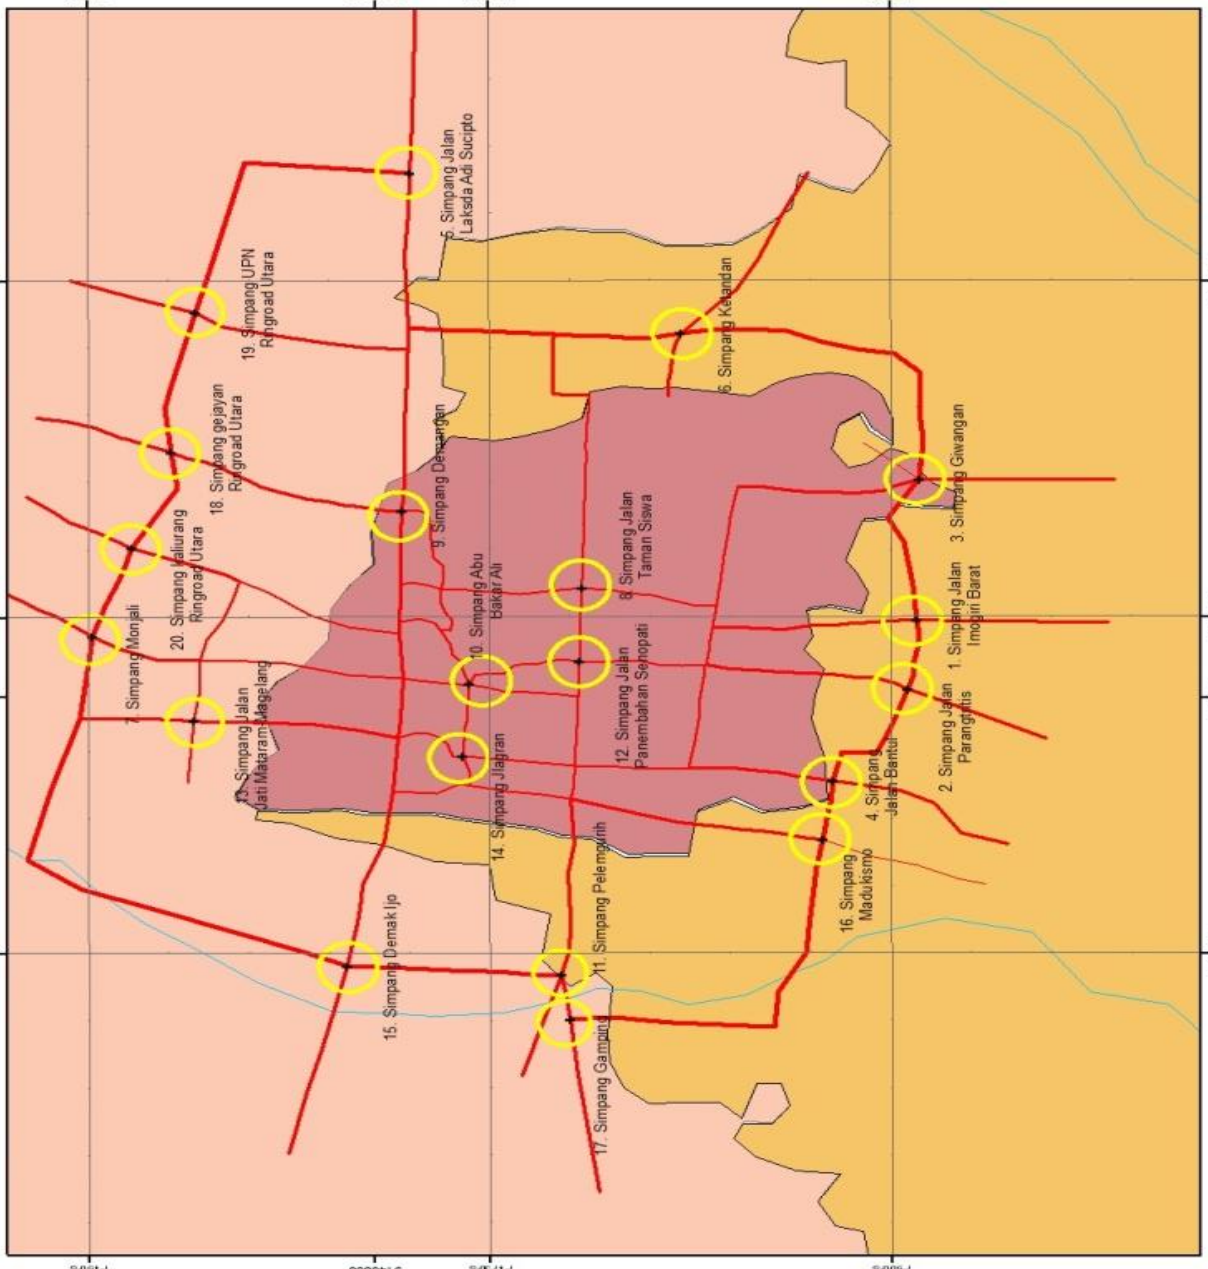 5. Simpang Jalan
Laksda Adi Sucipto
19. Simpang UPN
Ringroad Utara
6. Simpang Ketandan
18. Simpang gejayan
Ringroad Utara
9. Simpang Demangan
3. Simpang Giwangan
20. Simpang kaliurang
Ringroad Utara
8. Simpang Jalan
Taman Siswa
10. Simpang Abu
Bakar Ali
1. Simpang Jalan
Imogiri Barat
7. Simpang Monjali
12. Simpang Jalan
Panembahan Senopati
13. Simpang Jalan
Jati Mataram-Magelang
2. Simpang Jalan
Parangtritis
4. Simpang
Jalan Bantul
14. Simpang Jlagran
16. Simpang
Madukismo
11. Simpang Pelemgurih
15. Simpang Demak Ijo
17. Simpang Gamping